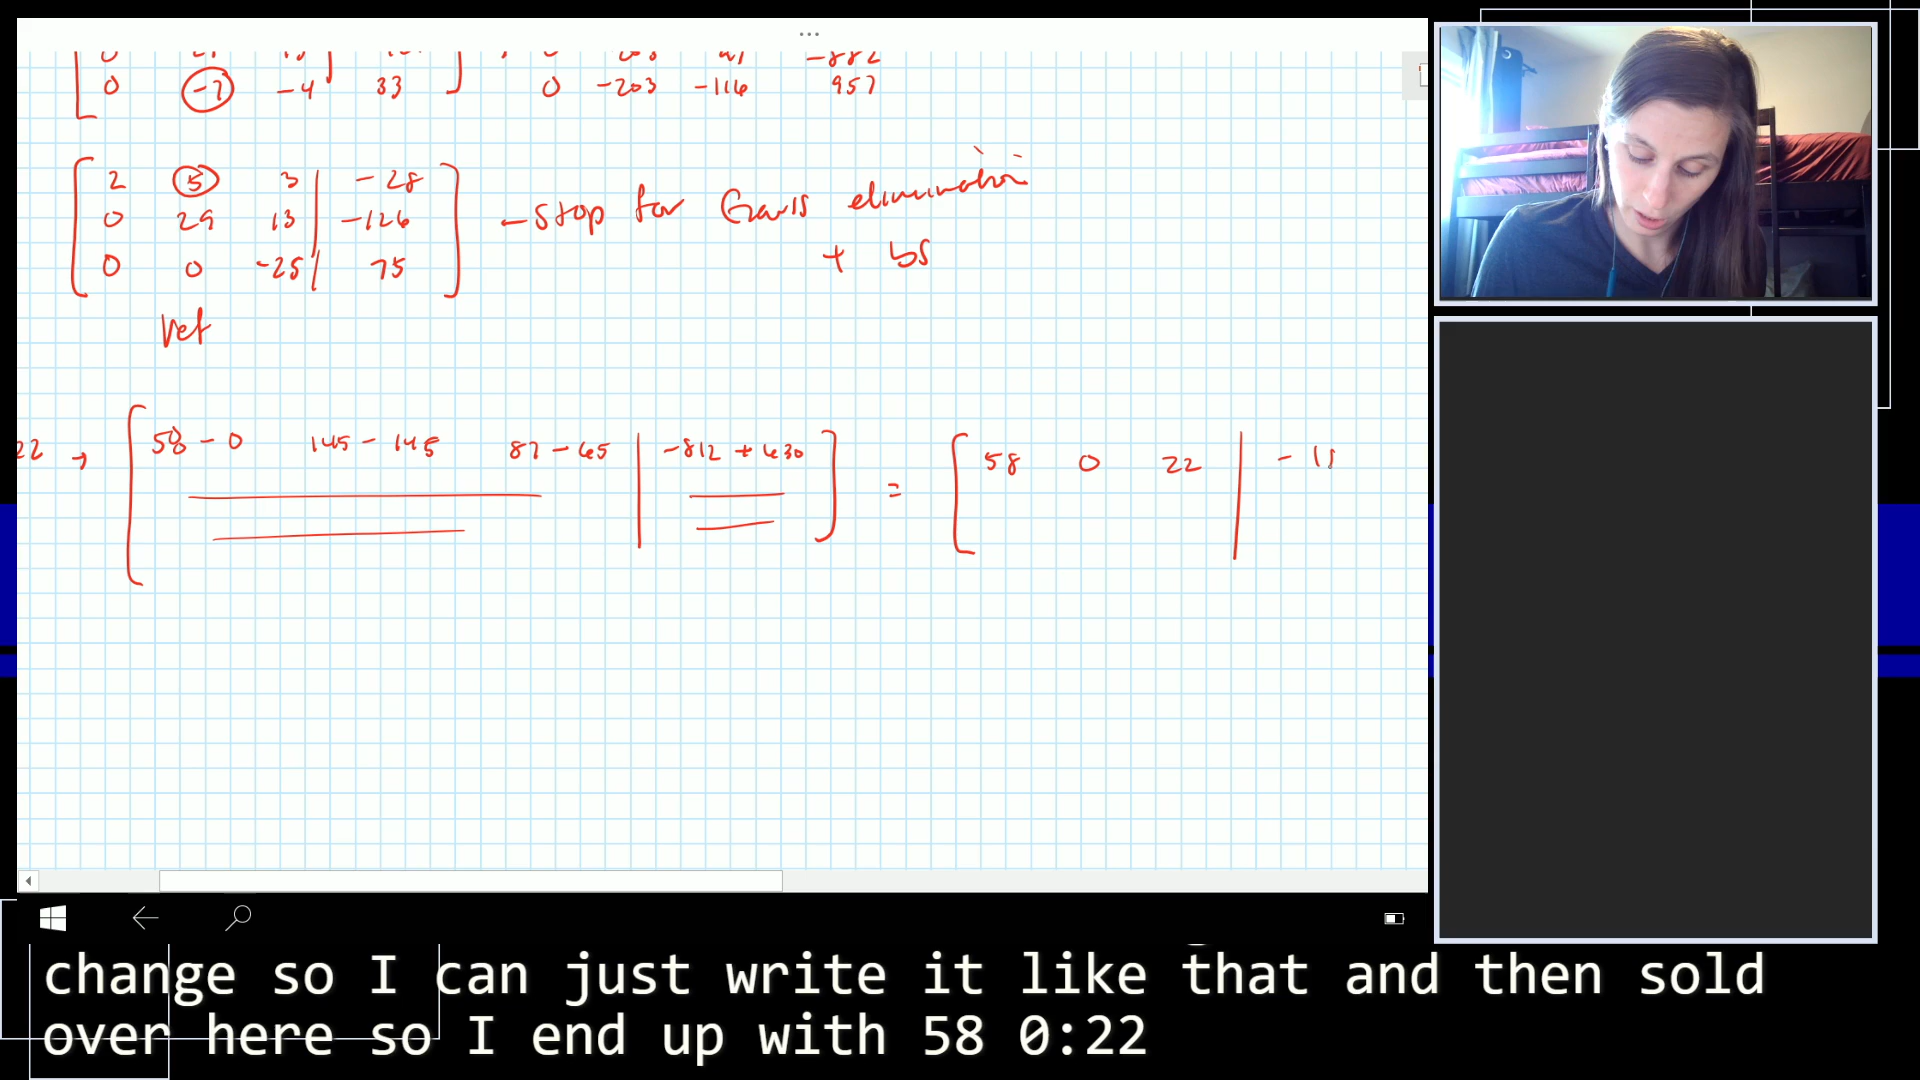 0 -7 -4 33 0 -203 -116 957
2 5 3 | -28 ← stop for Gauss elimination
0 29 13 | -126 + bs
0 0 -25 | 75
ref
22 → 58 - 0 145 - 145 87 - 65 | -812 + 630 = 58 0 22 | - 18
change so I can just write it like that and then sold
over here so I end up with 58 0:22